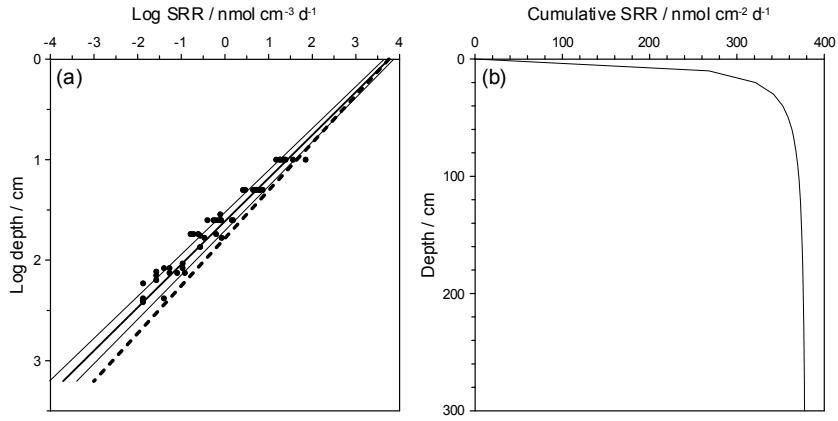 Log SRR / nmol cm-3 d-1
-4 -3 -2 -1 0 1 2 3 4
0
1
2
3
Log depth / cm
(a)
Cumulative SRR / nmol cm-2 d-1
0 100 200 300 400
0
100
200
300
Depth / cm
(b)